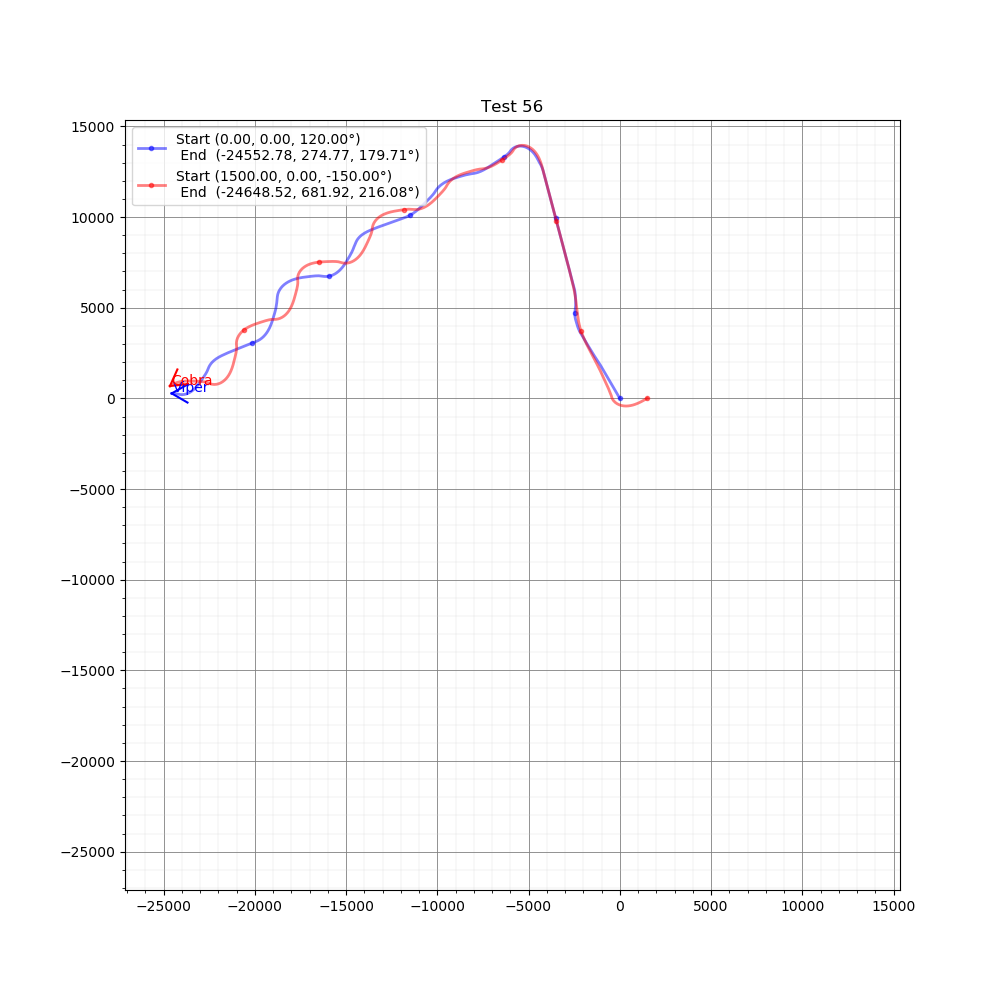 Test 56
Start (0.00, 0.00, 120.00°)
End  (-24552.78, 274.77, 179.71°)
Start (1500.00, 0.00, -150.00°)
End  (-24648.52, 681.92, 216.08°)
15000
10000
5000
0
−5000
−10000
−15000
−20000
−25000
Cobra
Viper
−25000 −20000 −15000 −10000 −5000 0 5000 10000 15000